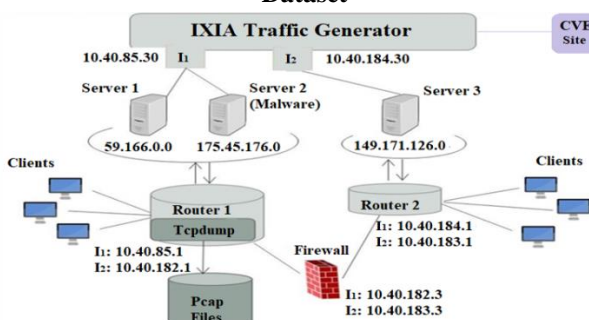 Dataset
IXIA Traffic Generator
CVE
Site
10.40.85.30
I1
I2
10.40.184.30
Server 1
Server 2
(Malware)
Server 3
59.166.0.0
175.45.176.0
149.171.126.0
Clients
Clients
Router 1
Tcpdump
Router 2
I1: 10.40.85.1
I2: 10.40.182.1
Firewall
I1: 10.40.184.1
I2: 10.40.183.1
I1: 10.40.182.3
I2: 10.40.183.3
Pcap
Files